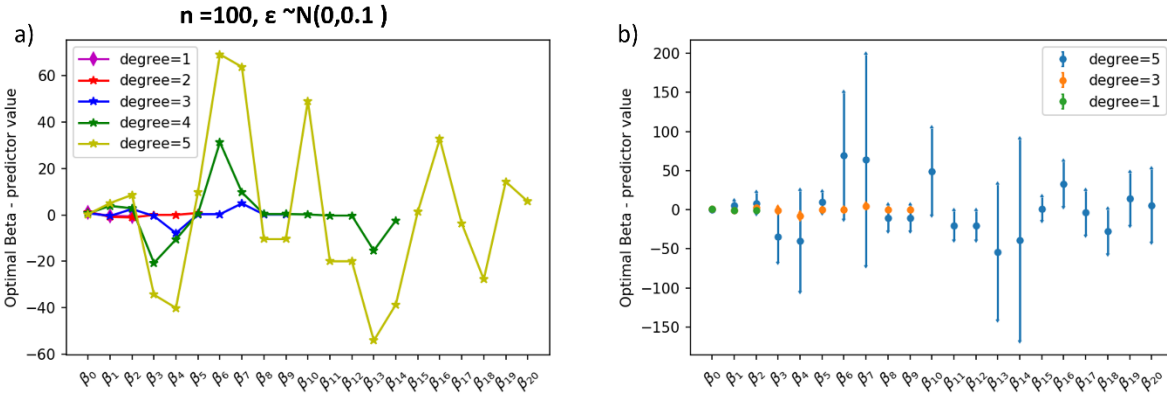 n =100, ε ~N(0,0.1 )
a)
Optimal Beta - predictor value
60
40
20
0
−20
−40
−60
degree=1
degree=2
degree=3
degree=4
degree=5
β0 β1 β2 β3 β4 β5 β6 β7 β8 β9 β10 β11 β12 β13 β14 β15 β16 β17 β18 β19 β20
b)
Optimal Beta - predictor value
200
150
100
50
0
−50
−100
−150
degree=5
degree=3
degree=1
β0 β1 β2 β3 β4 β5 β6 β7 β8 β9 β10 β11 β12 β13 β14 β15 β16 β17 β18 β19 β20